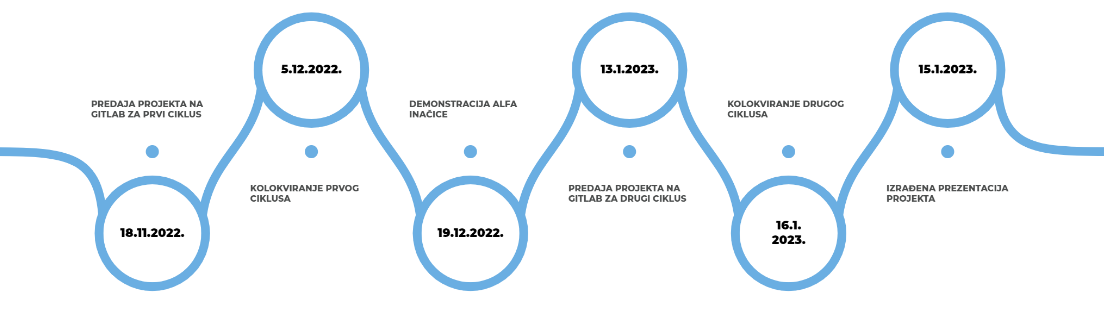 PREDAJA PROJEKTA NA
GITLAB ZA PRVI CIKLUS
18.11.2022.
5.12.2022.
KOLOKVIRANJE PRVOG
CIKLUSA
DEMONSTRACIJA ALFA
INAČICE
19.12.2022.
13.1.2023.
PREDAJA PROJEKTA NA
GITLAB ZA DRUGI CIKLUS
KOLOKVIRANJE DRUGOG
CIKLUSA
16.1.
2023.
15.1.2023.
IZRAĐENA PREZENTACIJA
PROJEKTA